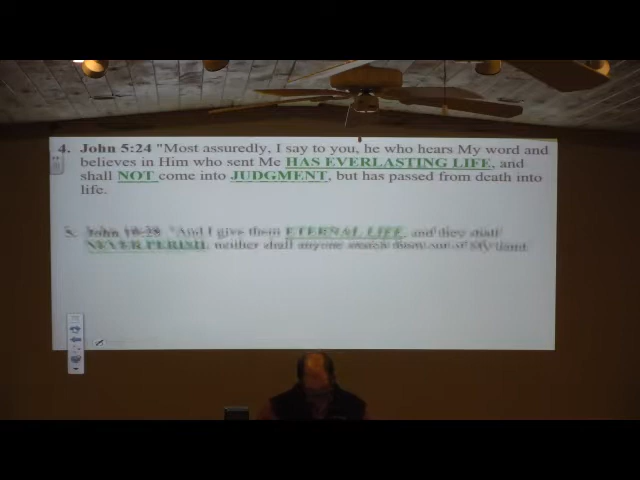 4. John 5:24 "Most assuredly, I say to you, he who hears My word and
believes in Him who sent Me HAS EVERLASTING LIFE, and
shall NOT come into JUDGMENT, but has passed from death into
life.
5. John 10:28 "And I give them ETERNAL LIFE, and they shall
NEVER PERISH, neither shall anyone snatch them out of My hand.